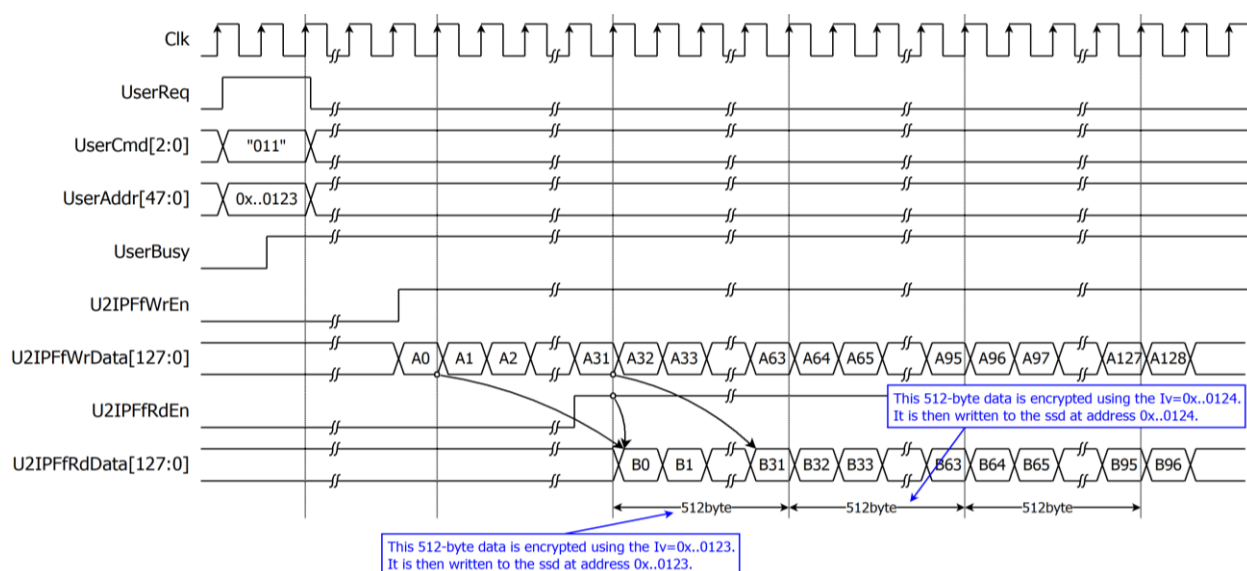 Clk
UserReq
UserCmd[2:0] "011"
UserAddr[47:0] 0x..0123
UserBusy
U2IPFfWrEn
U2IPFfWrData[127:0] A0 A1 A2 A31 A32 A33 A63 A64 A65 A95 A96 A97 A127 A128
This 512-byte data is encrypted using the Iv=0x..0124.
It is then written to the ssd at address 0x..0124.
U2IPFfRdEn
U2IPFfRdData[127:0] B0 B1 B31 B32 B33 B63 B64 B65 B95 B96
512byte 512byte 512byte
This 512-byte data is encrypted using the Iv=0x..0123.
It is then written to the ssd at address 0x..0123.